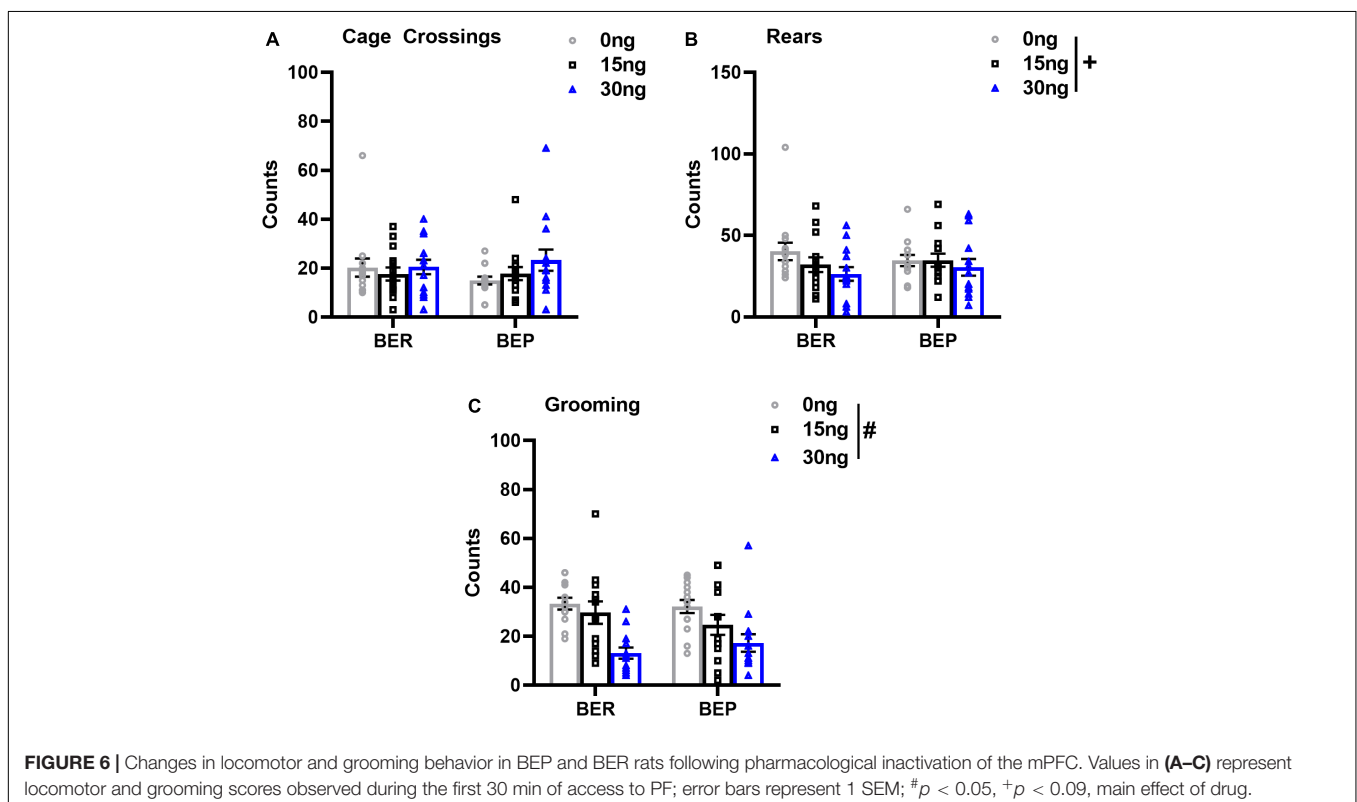 A Cage Crossings
0ng
15ng
30ng
Counts
100
80
60
40
20
0
BER BEP
B Rears
0ng
15ng
30ng
+
Counts
150
100
50
0
BER BEP
C Grooming
0ng
15ng
30ng
#
Counts
100
80
60
40
20
0
BER BEP
FIGURE 6 | Changes in locomotor and grooming behavior in BEP and BER rats following pharmacological inactivation of the mPFC. Values in (A–C) represent
locomotor and grooming scores observed during the first 30 min of access to PF; error bars represent 1 SEM; #p < 0.05, +p < 0.09, main effect of drug.